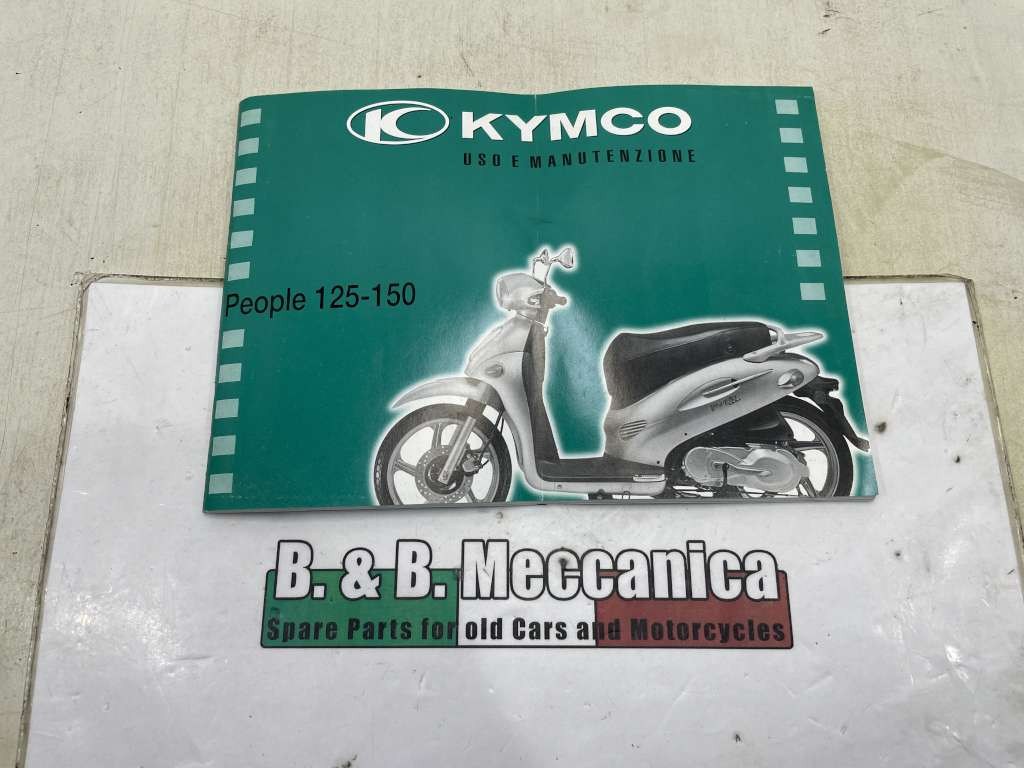 KYMCO
USO E MANUTENZIONE
People 125-150
B. & B. Meccanica
Spare Parts for old Cars and Motorcycles